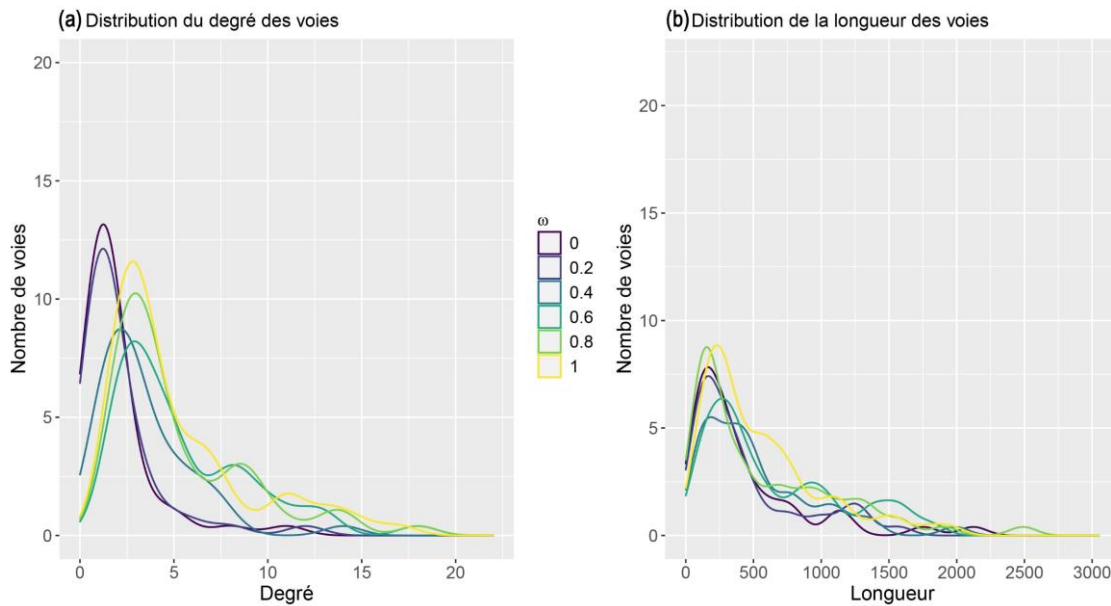 (a) Distribution du degré des voies
20
15
10
5
0
Nombre de voies
0 5 10 15 20
Degré
ω
0
0.2
0.4
0.6
0.8
1
(b) Distribution de la longueur des voies
20
15
10
5
0
Nombre de voies
0 500 1000 1500 2000 2500 3000
Longueur